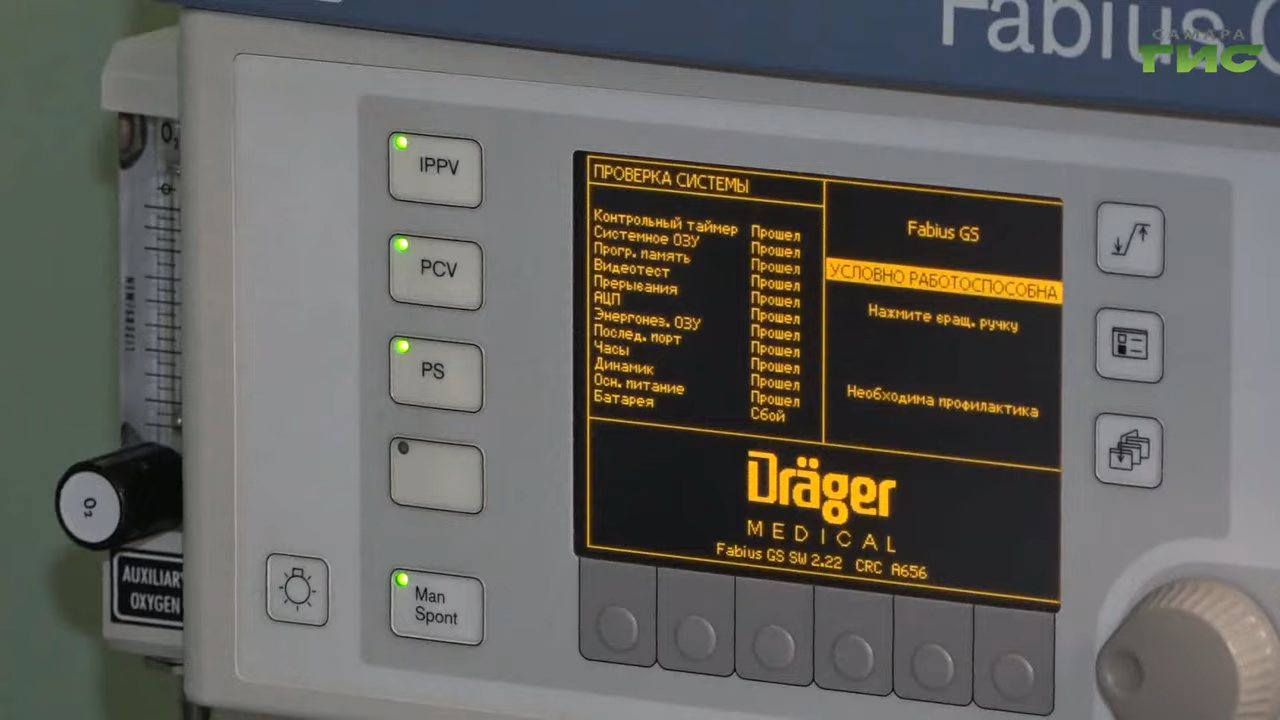 Fabius G
САМАРА
ГИС
O₂
LITERS/MIN
O₂
AUXILIARY
OXYGEN
IPPV
PCV
PS
Man
Spont
ПРОВЕРКА СИСТЕМЫ
Контрольный таймер Прошел
Системное ОЗУ Прошел
Прогр. память Прошел
Видеотест Прошел
Прерывания Прошел
АЦП Прошел
Энергонез. ОЗУ Прошел
Послед. порт Прошел
Часы Прошел
Динамик Прошел
Осн. питание Прошел
Батарея Сбой
Fabius GS
УСЛОВНО РАБОТОСПОСОБНА
Нажмите вращ. ручку
Необходима профилактика
Dräger
MEDICAL
Fabius GS SW 2.22 CRC A656